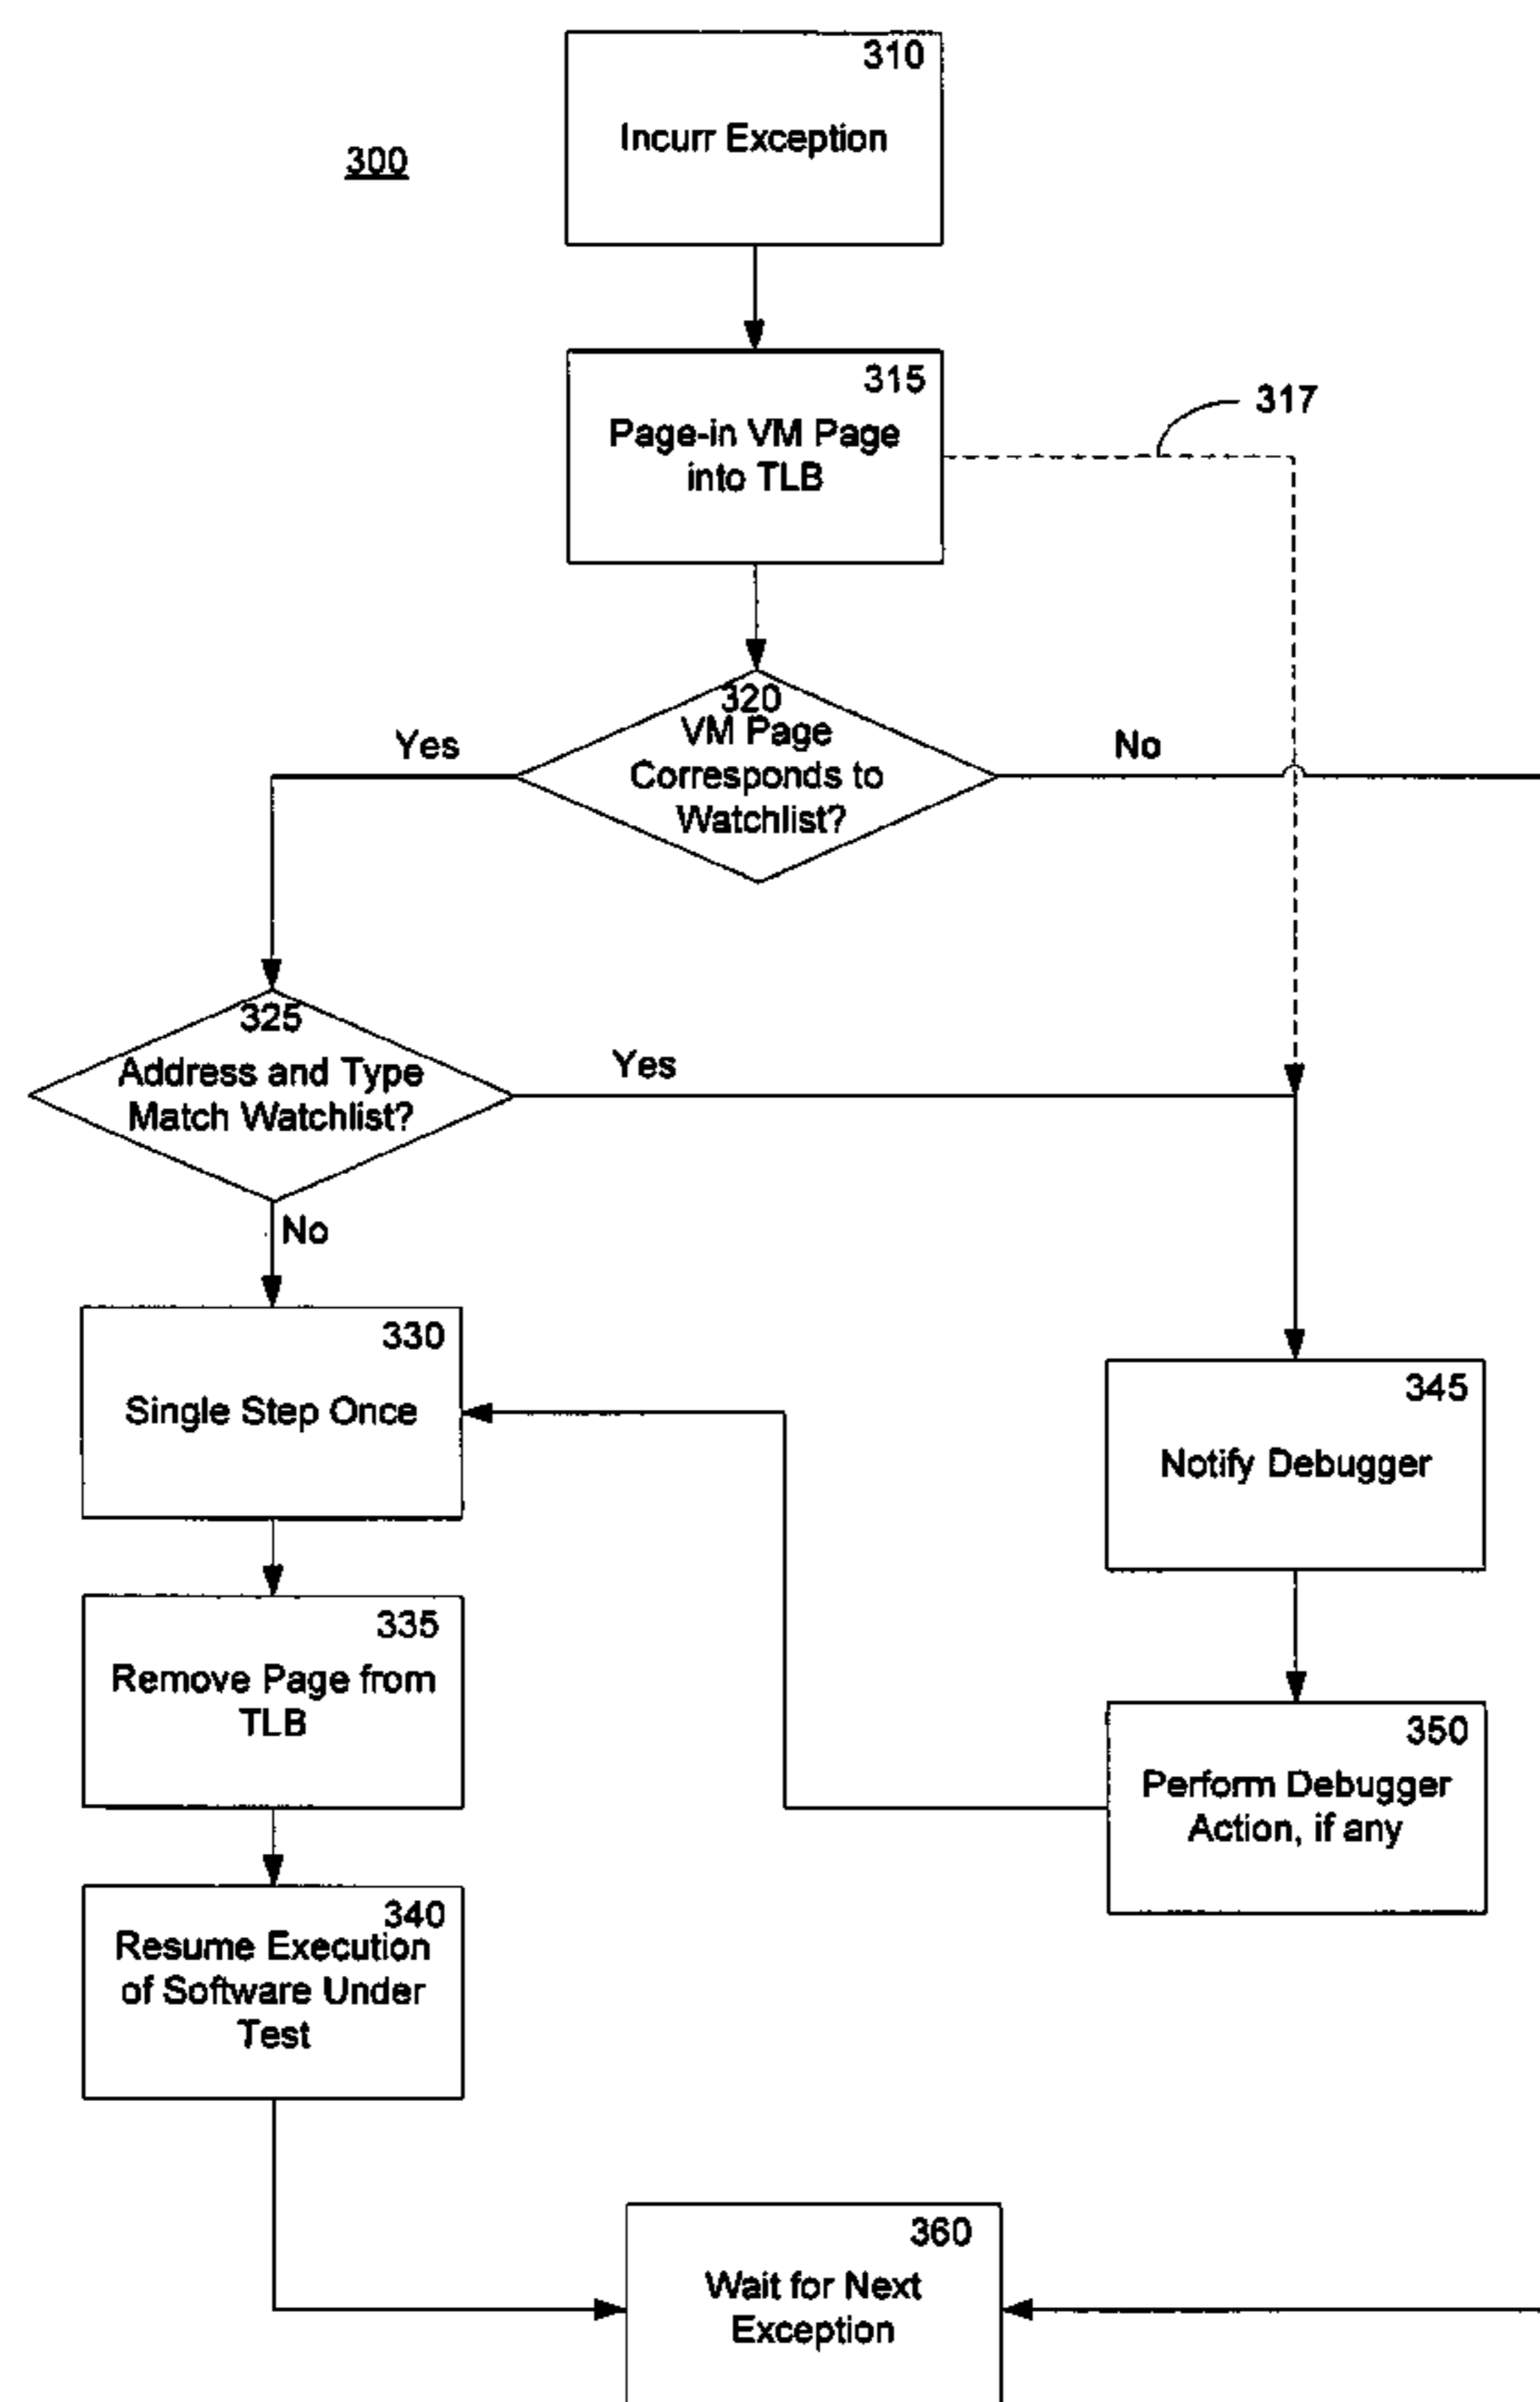 310
Incurr Exception
300
315
Page-in VM Page
into TLB
317
320
VM Page
Corresponds to
Watchlist?
Yes
No
325
Address and Type
Match Watchlist?
Yes
No
330
Single Step Once
345
Notify Debugger
335
Remove Page from
TLB
350
Perform Debugger
Action, if any
340
Resume Execution
of Software Under
Test
360
Wait for Next
Exception